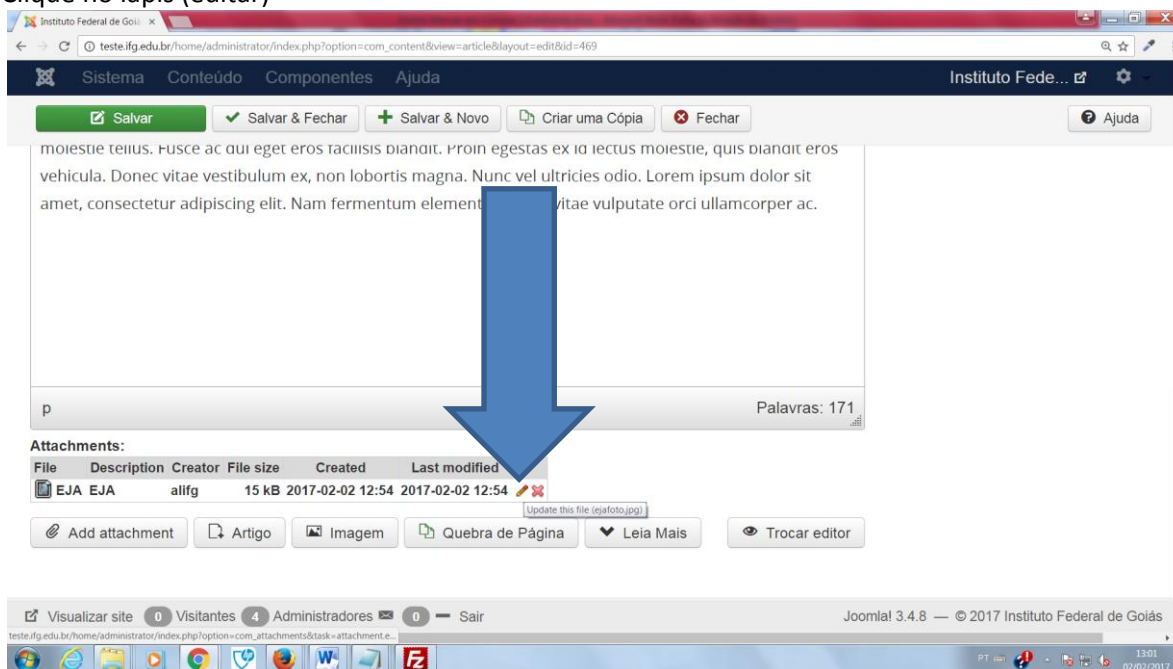 Clique no lápis (editar)
Instituto Federal de Goiá
teste.ifg.edu.br/home/administrator/index.php?option=com_content&view=article&layout=edit&id=469
Sistema Conteúdo Componentes Ajuda Instituto Fede...
Salvar Salvar & Fechar Salvar & Novo Criar uma Cópia Fechar Ajuda
molestie tellus. Fusce ac dui eget eros facilisis blandit. Proin egestas ex id lectus molestie, quis blandit eros
vehicula. Donec vitae vestibulum ex, non lobortis magna. Nunc vel ultricies odio. Lorem ipsum dolor sit
amet, consectetur adipiscing elit. Nam fermentum element vitae vulputate orci ullamcorper ac.
p Palavras: 171
Attachments:
File Description Creator File size Created Last modified
EJA EJA alifg 15 kB 2017-02-02 12:54 2017-02-02 12:54
Update this file (ejafoto.jpg)
Add attachment Artigo Imagem Quebra de Página Leia Mais Trocar editor
Visualizar site 0 Visitantes 4 Administradores 0 Sair Joomla! 3.4.8 — © 2017 Instituto Federal de Goiás
teste.ifg.edu.br/home/administrator/index.php?option=com_attachments&task=attachment.e...
PT 13:01
02/02/2017